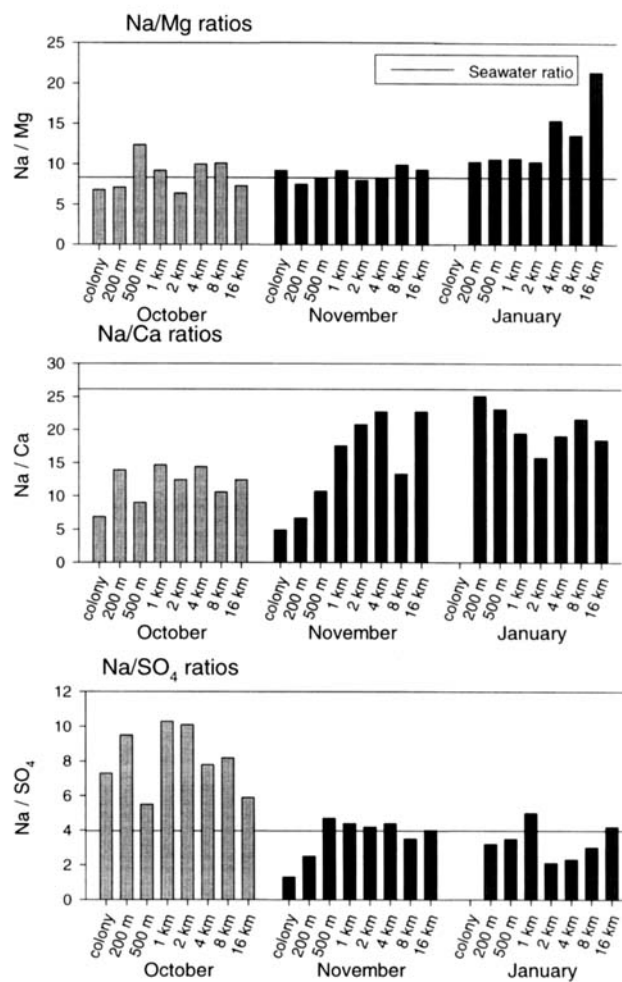 Na/Mg ratios
25
20
15
10
5
0
Na / Mg
Seawater ratio
colony 200 m 500 m 1 km 2 km 4 km 8 km 16 km
colony 200 m 500 m 1 km 2 km 4 km 8 km 16 km
colony 200 m 500 m 1 km 2 km 4 km 8 km 16 km
October November January
Na/Ca ratios
30
25
20
15
10
5
0
Na / Ca
colony 200 m 500 m 1 km 2 km 4 km 8 km 16 km
colony 200 m 500 m 1 km 2 km 4 km 8 km 16 km
colony 200 m 500 m 1 km 2 km 4 km 8 km 16 km
October November January
Na/SO₄ ratios
12
10
8
6
4
2
0
Na / SO₄
colony 200 m 500 m 1 km 2 km 4 km 8 km 16 km
colony 200 m 500 m 1 km 2 km 4 km 8 km 16 km
colony 200 m 500 m 1 km 2 km 4 km 8 km 16 km
October November January